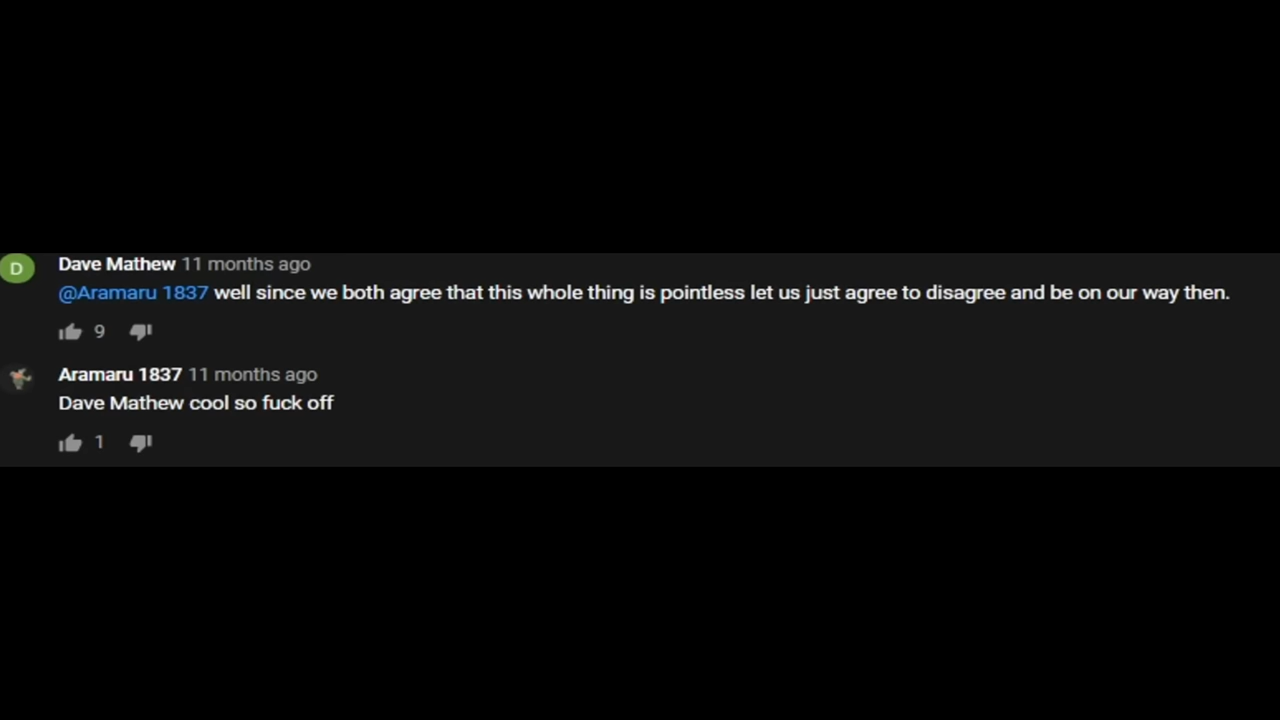 D
Dave Mathew 11 months ago
@Aramaru 1837 well since we both agree that this whole thing is pointless let us just agree to disagree and be on our way then.
9
Aramaru 1837 11 months ago
Dave Mathew cool so fuck off
1